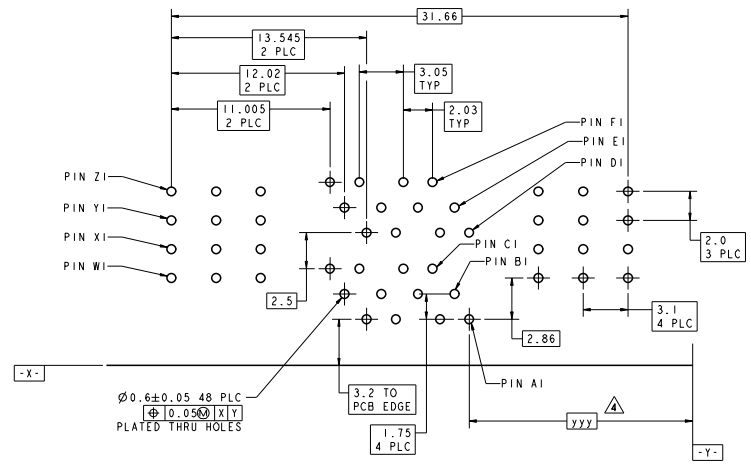 31.66
13.545
2 PLC
12.02
2 PLC
3.05
TYP
11.005
2 PLC
2.03
TYP
PIN F1
PIN E1
PIN D1
PIN Z1
PIN Y1
PIN X1
PIN W1
2.0
3 PLC
PIN C1
PIN B1
2.5
3.1
4 PLC
2.86
-X-
3.2 TO
PCB EDGE
PIN A1
Ø0.6±0.05 48 PLC
⌖ 0.05Ⓜ X Y
PLATED THRU HOLES
4
yyy
1.75
4 PLC
-Y-